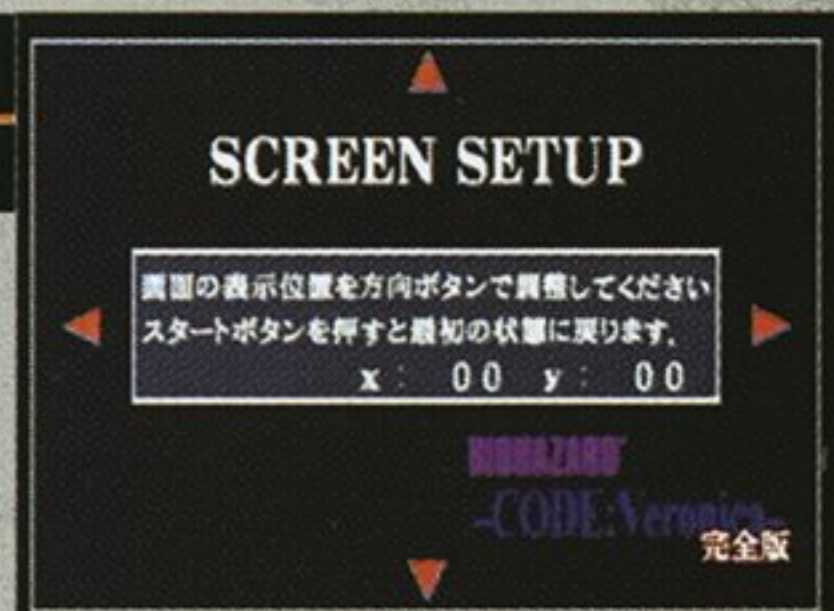 SCREEN SETUP
画面の表示位置を方向ボタンで調整してください
スタートボタンを押すと最初の状態に戻ります.
x: 00 y: 00
BIOHAZARD
-CODE:Veronica-
完全版